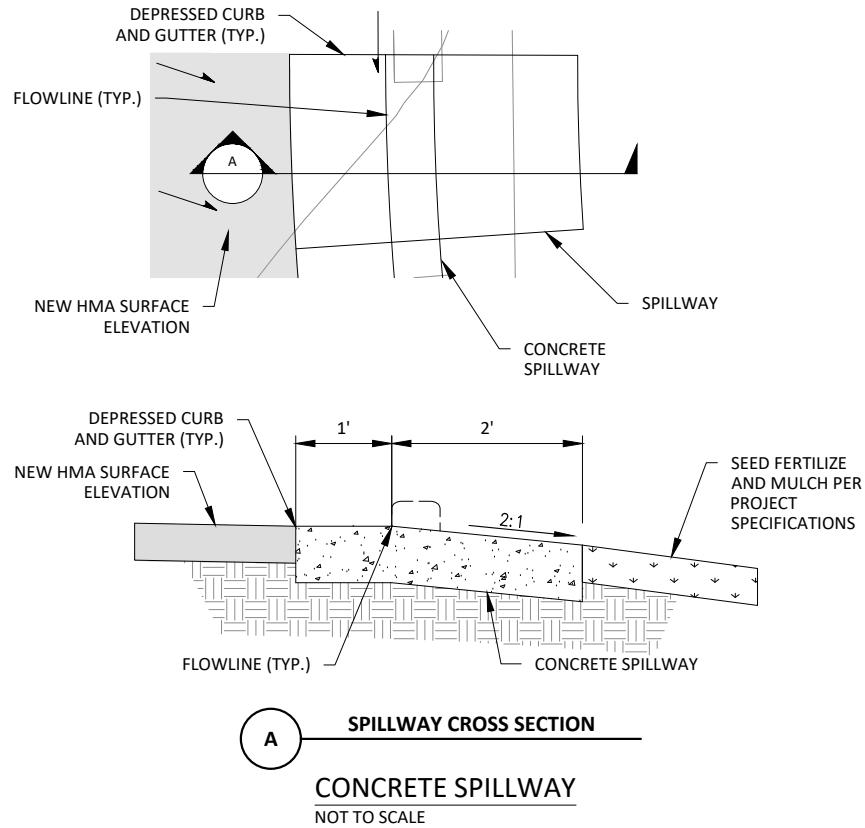 DEPRESSED CURB
AND GUTTER (TYP.)
FLOWLINE (TYP.)
A
NEW HMA SURFACE
ELEVATION
SPILLWAY
CONCRETE
SPILLWAY
DEPRESSED CURB
AND GUTTER (TYP.)
1'
2'
NEW HMA SURFACE
ELEVATION
SEED FERTILIZE
AND MULCH PER
PROJECT
SPECIFICATIONS
2:1
FLOWLINE (TYP.)
CONCRETE SPILLWAY
A
SPILLWAY CROSS SECTION
CONCRETE SPILLWAY
NOT TO SCALE